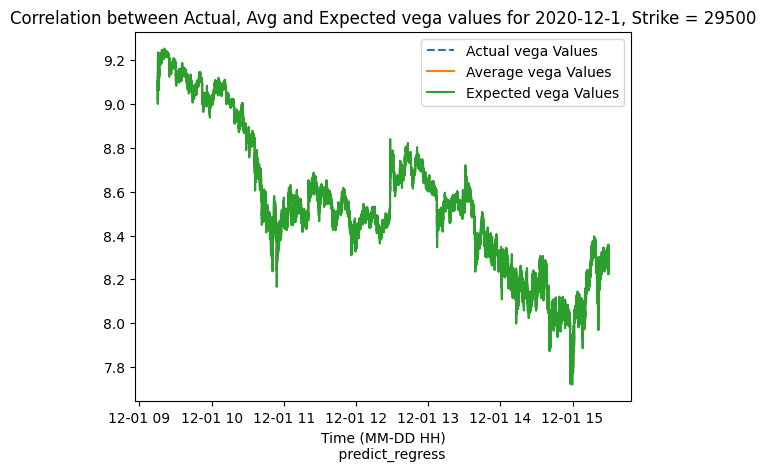 Correlation between Actual, Avg and Expected vega values for 2020-12-1, Strike = 29500
Actual vega Values
Average vega Values
Expected vega Values
9.2
9.0
8.8
8.6
8.4
8.2
8.0
7.8
12-01 09 12-01 10 12-01 11 12-01 12 12-01 13 12-01 14 12-01 15
Time (MM-DD HH)
predict_regress